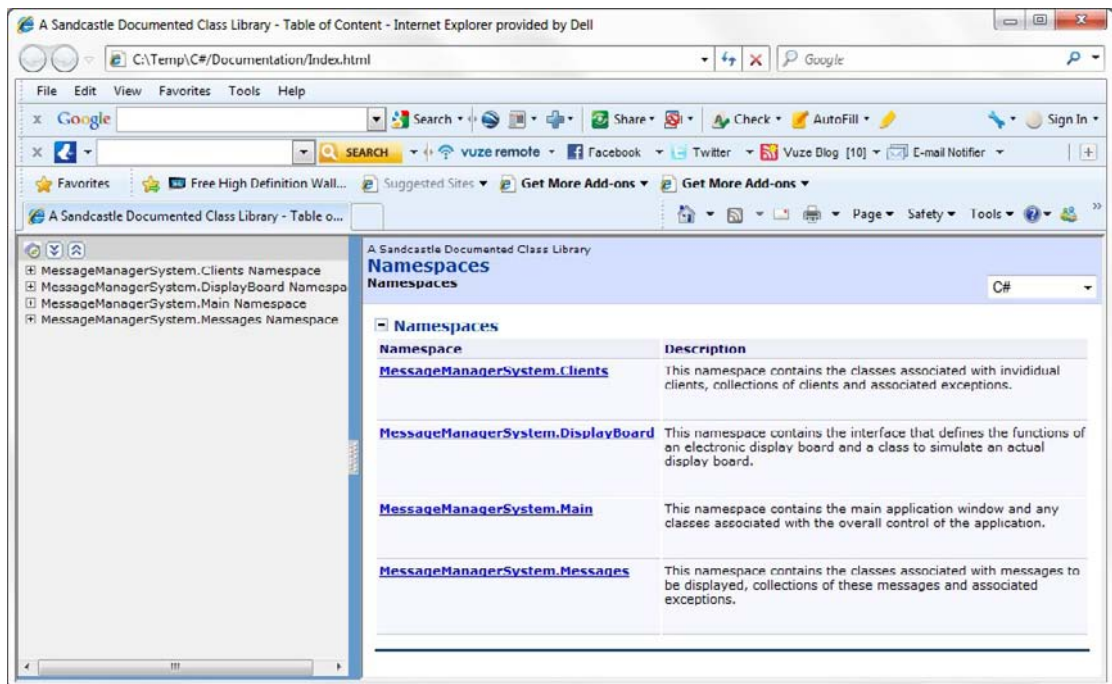 A Sandcastle Documented Class Library - Table of Content - Internet Explorer provided by Dell
C:\Temp\C#/Documentation/Index.html
Google
File Edit View Favorites Tools Help
x Google
Search
Share
Check
AutoFill
Sign In
x
SEARCH
vuze remote
Facebook
Twitter
Vuze Blog [10]
E-mail Notifier
Favorites
Free High Definition Wall...
Suggested Sites
Get More Add-ons
Get More Add-ons
A Sandcastle Documented Class Library - Table o...
Page
Safety
Tools
MessageManagerSystem.Clients Namespace
MessageManagerSystem.DisplayBoard Namespa
MessageManagerSystem.Main Namespace
MessageManagerSystem.Messages Namespace
A Sandcastle Documented Class Library
Namespaces
Namespaces
C#
Namespaces
Namespace Description
MessageManagerSystem.Clients This namespace contains the classes associated with invididual
clients, collections of clients and associated exceptions.
MessageManagerSystem.DisplayBoard This namespace contains the interface that defines the functions of
an electronic display board and a class to simulate an actual
display board.
MessageManagerSystem.Main This namespace contains the main application window and any
classes associated with the overall control of the application.
MessageManagerSystem.Messages This namespace contains the classes associated with messages to
be displayed, collections of these messages and associated
exceptions.